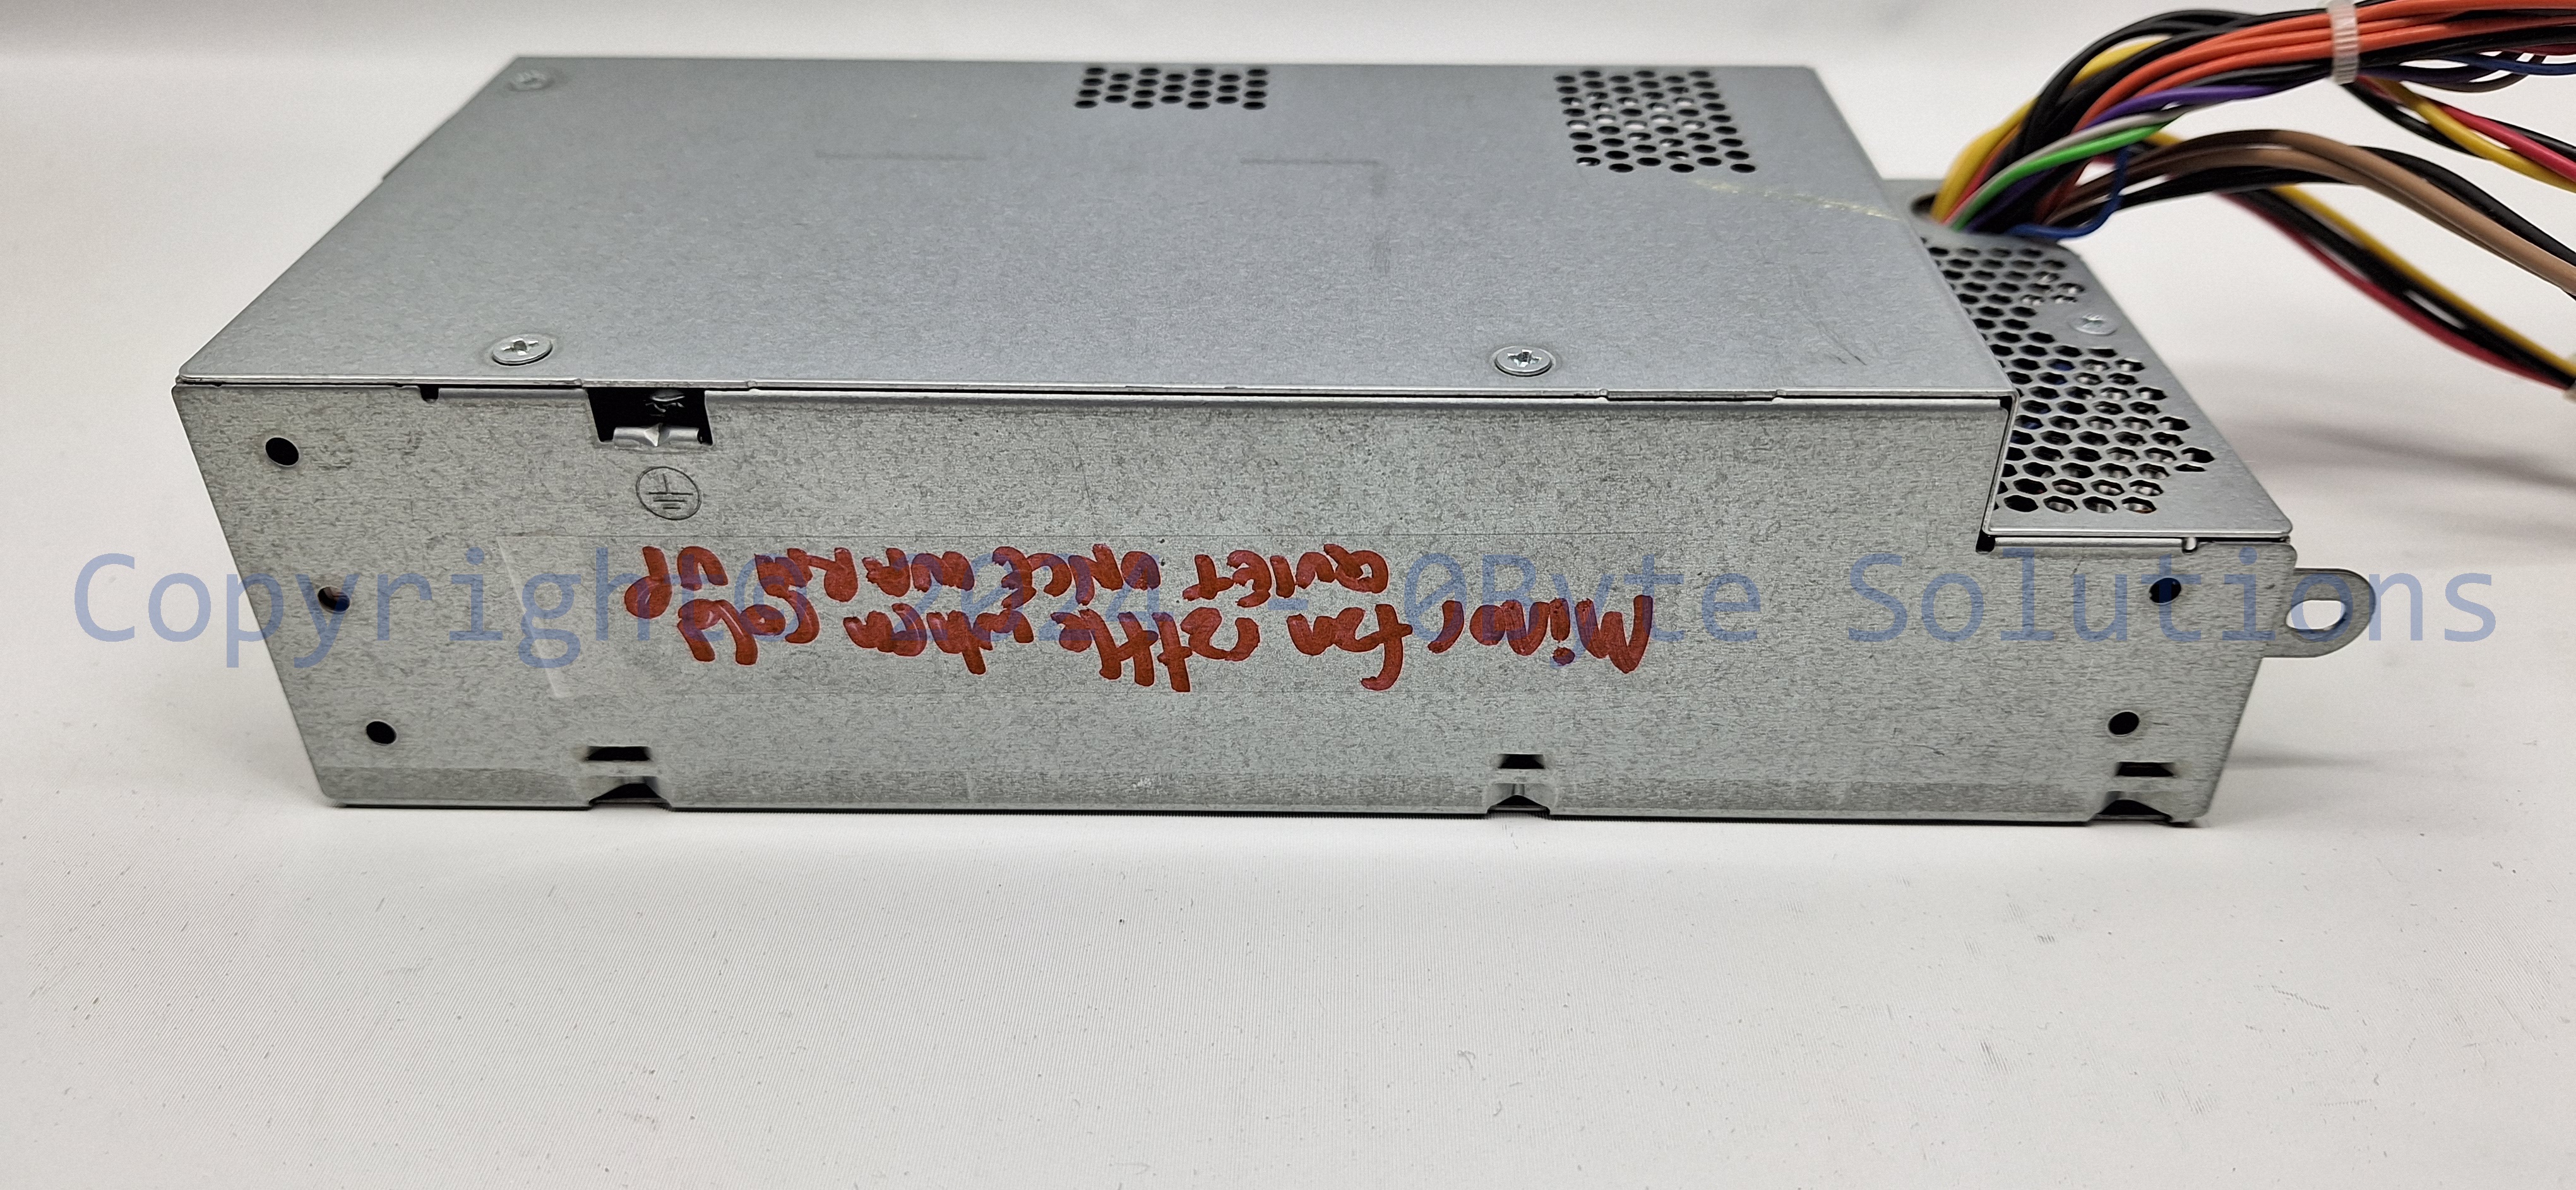 Minor fan rattle when cold
QUIET ONCE WARM UP
Copyright© 2024 - 0Byte Solutions